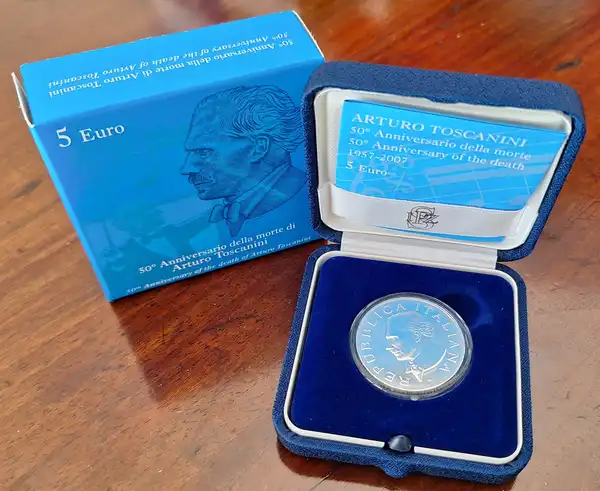 50° Anniversario della morte di Arturo Toscanini
50th Anniversary of the death of Arturo Toscanini
5 Euro
50° Anniversario della morte di
Arturo Toscanini
50th Anniversary of the death of Arturo Toscanini
ARTURO TOSCANINI
50° Anniversario della morte
50° Anniversary of the death
1957-2007
5 Euro
REPUBBLICA ITALIANA